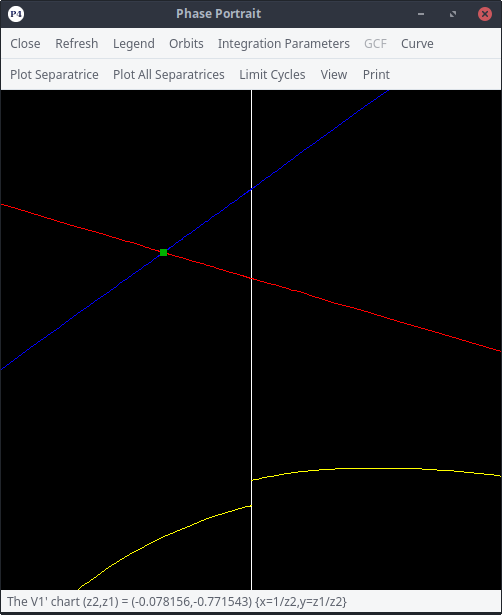 P4 Phase Portrait
Close Refresh Legend Orbits Integration Parameters GCF Curve
Plot Separatrice Plot All Separatrices Limit Cycles View Print
The V1' chart (z2,z1) = (-0.078156,-0.771543) {x=1/z2,y=z1/z2}